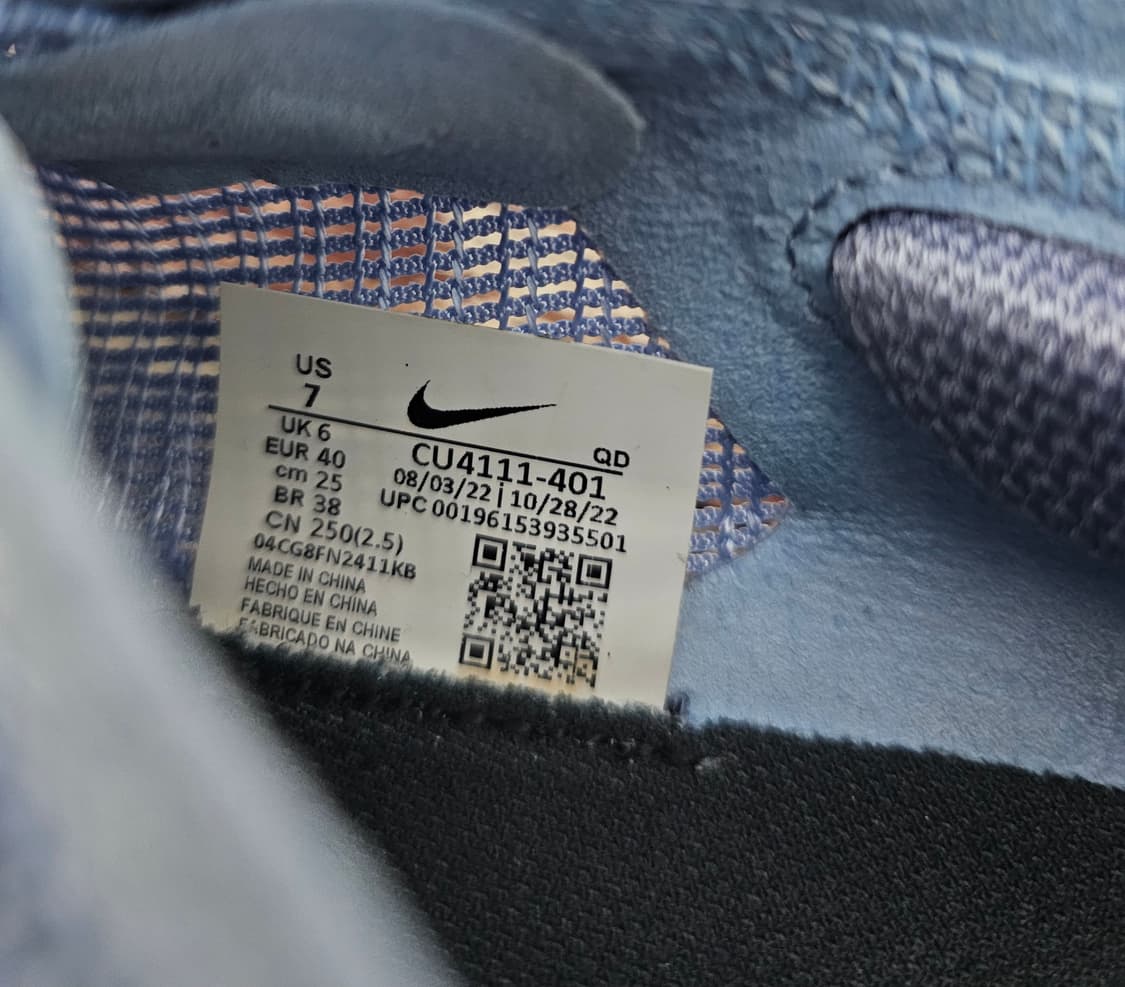 US
7
QD
UK 6
EUR 40
cm 25
BR 38
CN 250(2.5)
04CG8FN2411KB
MADE IN CHINA
HECHO EN CHINA
FABRIQUE EN CHINE
FABRICADO NA CHINA
CU4111-401
08/03/22 | 10/28/22
UPC 00196153935501